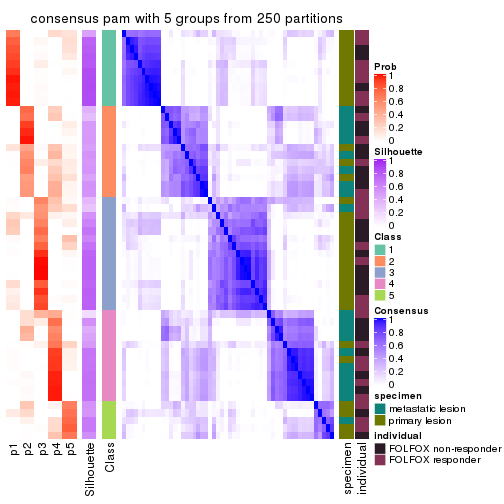 consensus pam with 5 groups from 250 partitions
Prob
1
0.8
0.6
0.4
0.2
0
Silhouette
1
0.8
0.6
0.4
0.2
0
Class
1
2
3
4
5
Consensus
1
0.8
0.6
0.4
0.2
0
specimen
metastatic lesion
primary lesion
individual
FOLFOX non-responder
FOLFOX responder
p1
p2
p3
p4
p5
Silhouette
Class
specimen
individual